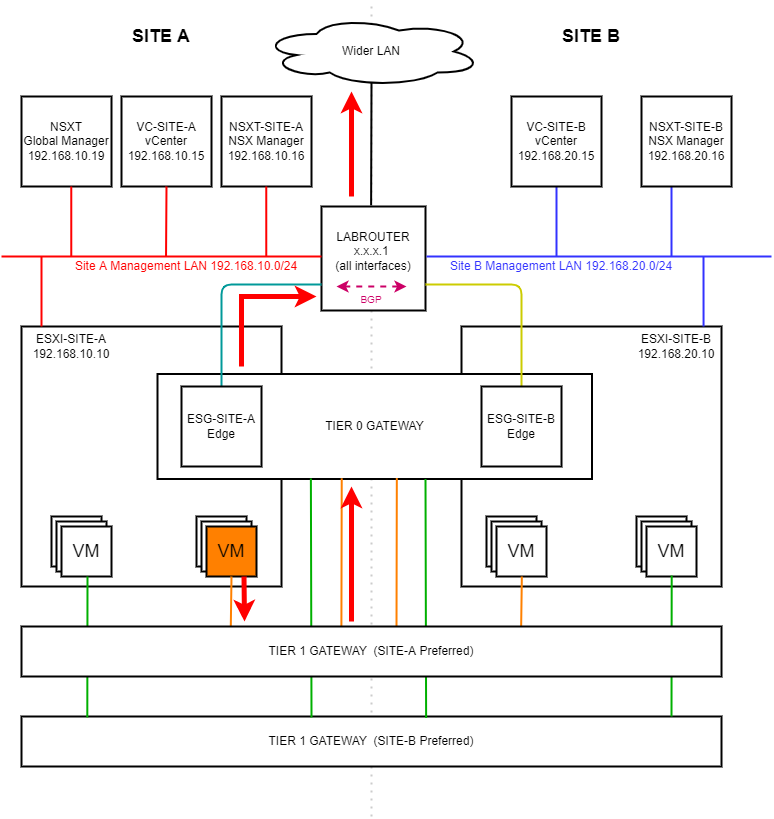 SITE A
SITE B
Wider LAN
NSXT
Global Manager
192.168.10.19
VC-SITE-A
vCenter
192.168.10.15
NSXT-SITE-A
NSX Manager
192.168.10.16
VC-SITE-B
vCenter
192.168.20.15
NSXT-SITE-B
NSX Manager
192.168.20.16
LABROUTER
x.x.x.1
(all interfaces)
BGP
Site A Management LAN 192.168.10.0/24
Site B Management LAN 192.168.20.0/24
ESXI-SITE-A
192.168.10.10
ESXI-SITE-B
192.168.20.10
ESG-SITE-A
Edge
TIER 0 GATEWAY
ESG-SITE-B
Edge
VM
VM
VM
VM
TIER 1 GATEWAY (SITE-A Preferred)
TIER 1 GATEWAY (SITE-B Preferred)